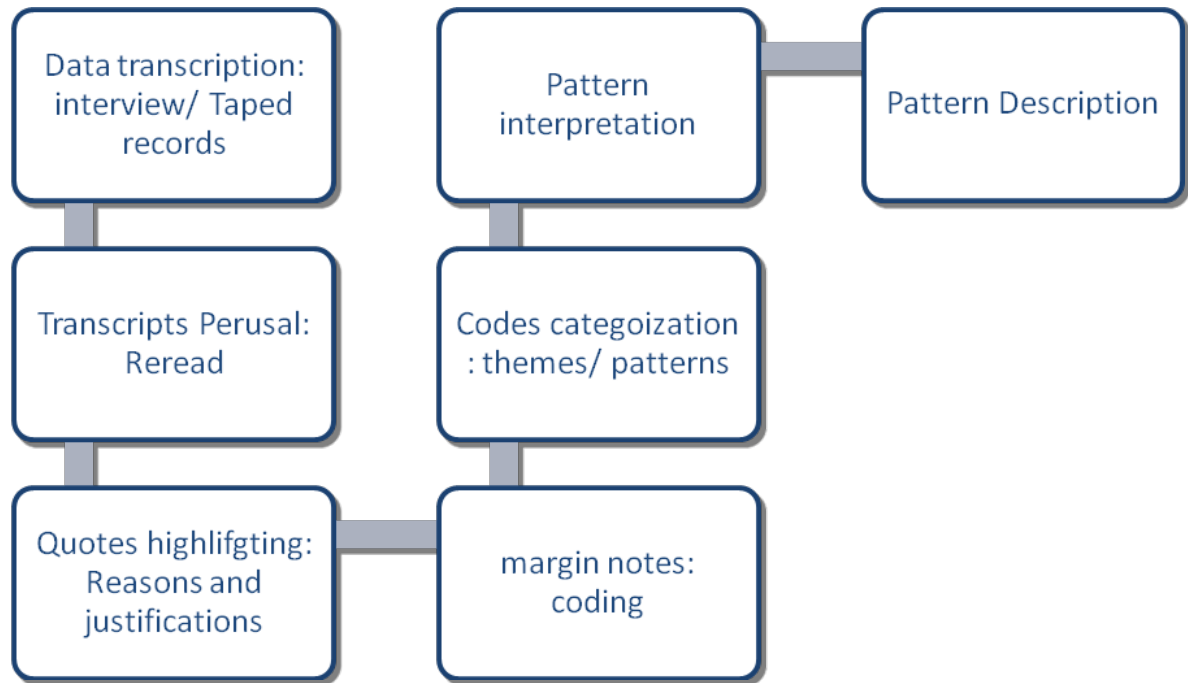 Data transcription:
interview/ Taped
records
Transcripts Perusal:
Reread
Quotes highlifgting:
Reasons and
justifications
margin notes:
coding
Codes categoization
: themes/ patterns
Pattern
interpretation
Pattern Description